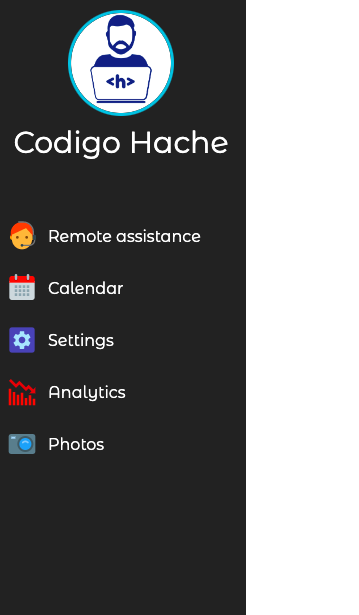 <h>
Codigo Hache
Remote assistance
Calendar
Settings
Analytics
Photos